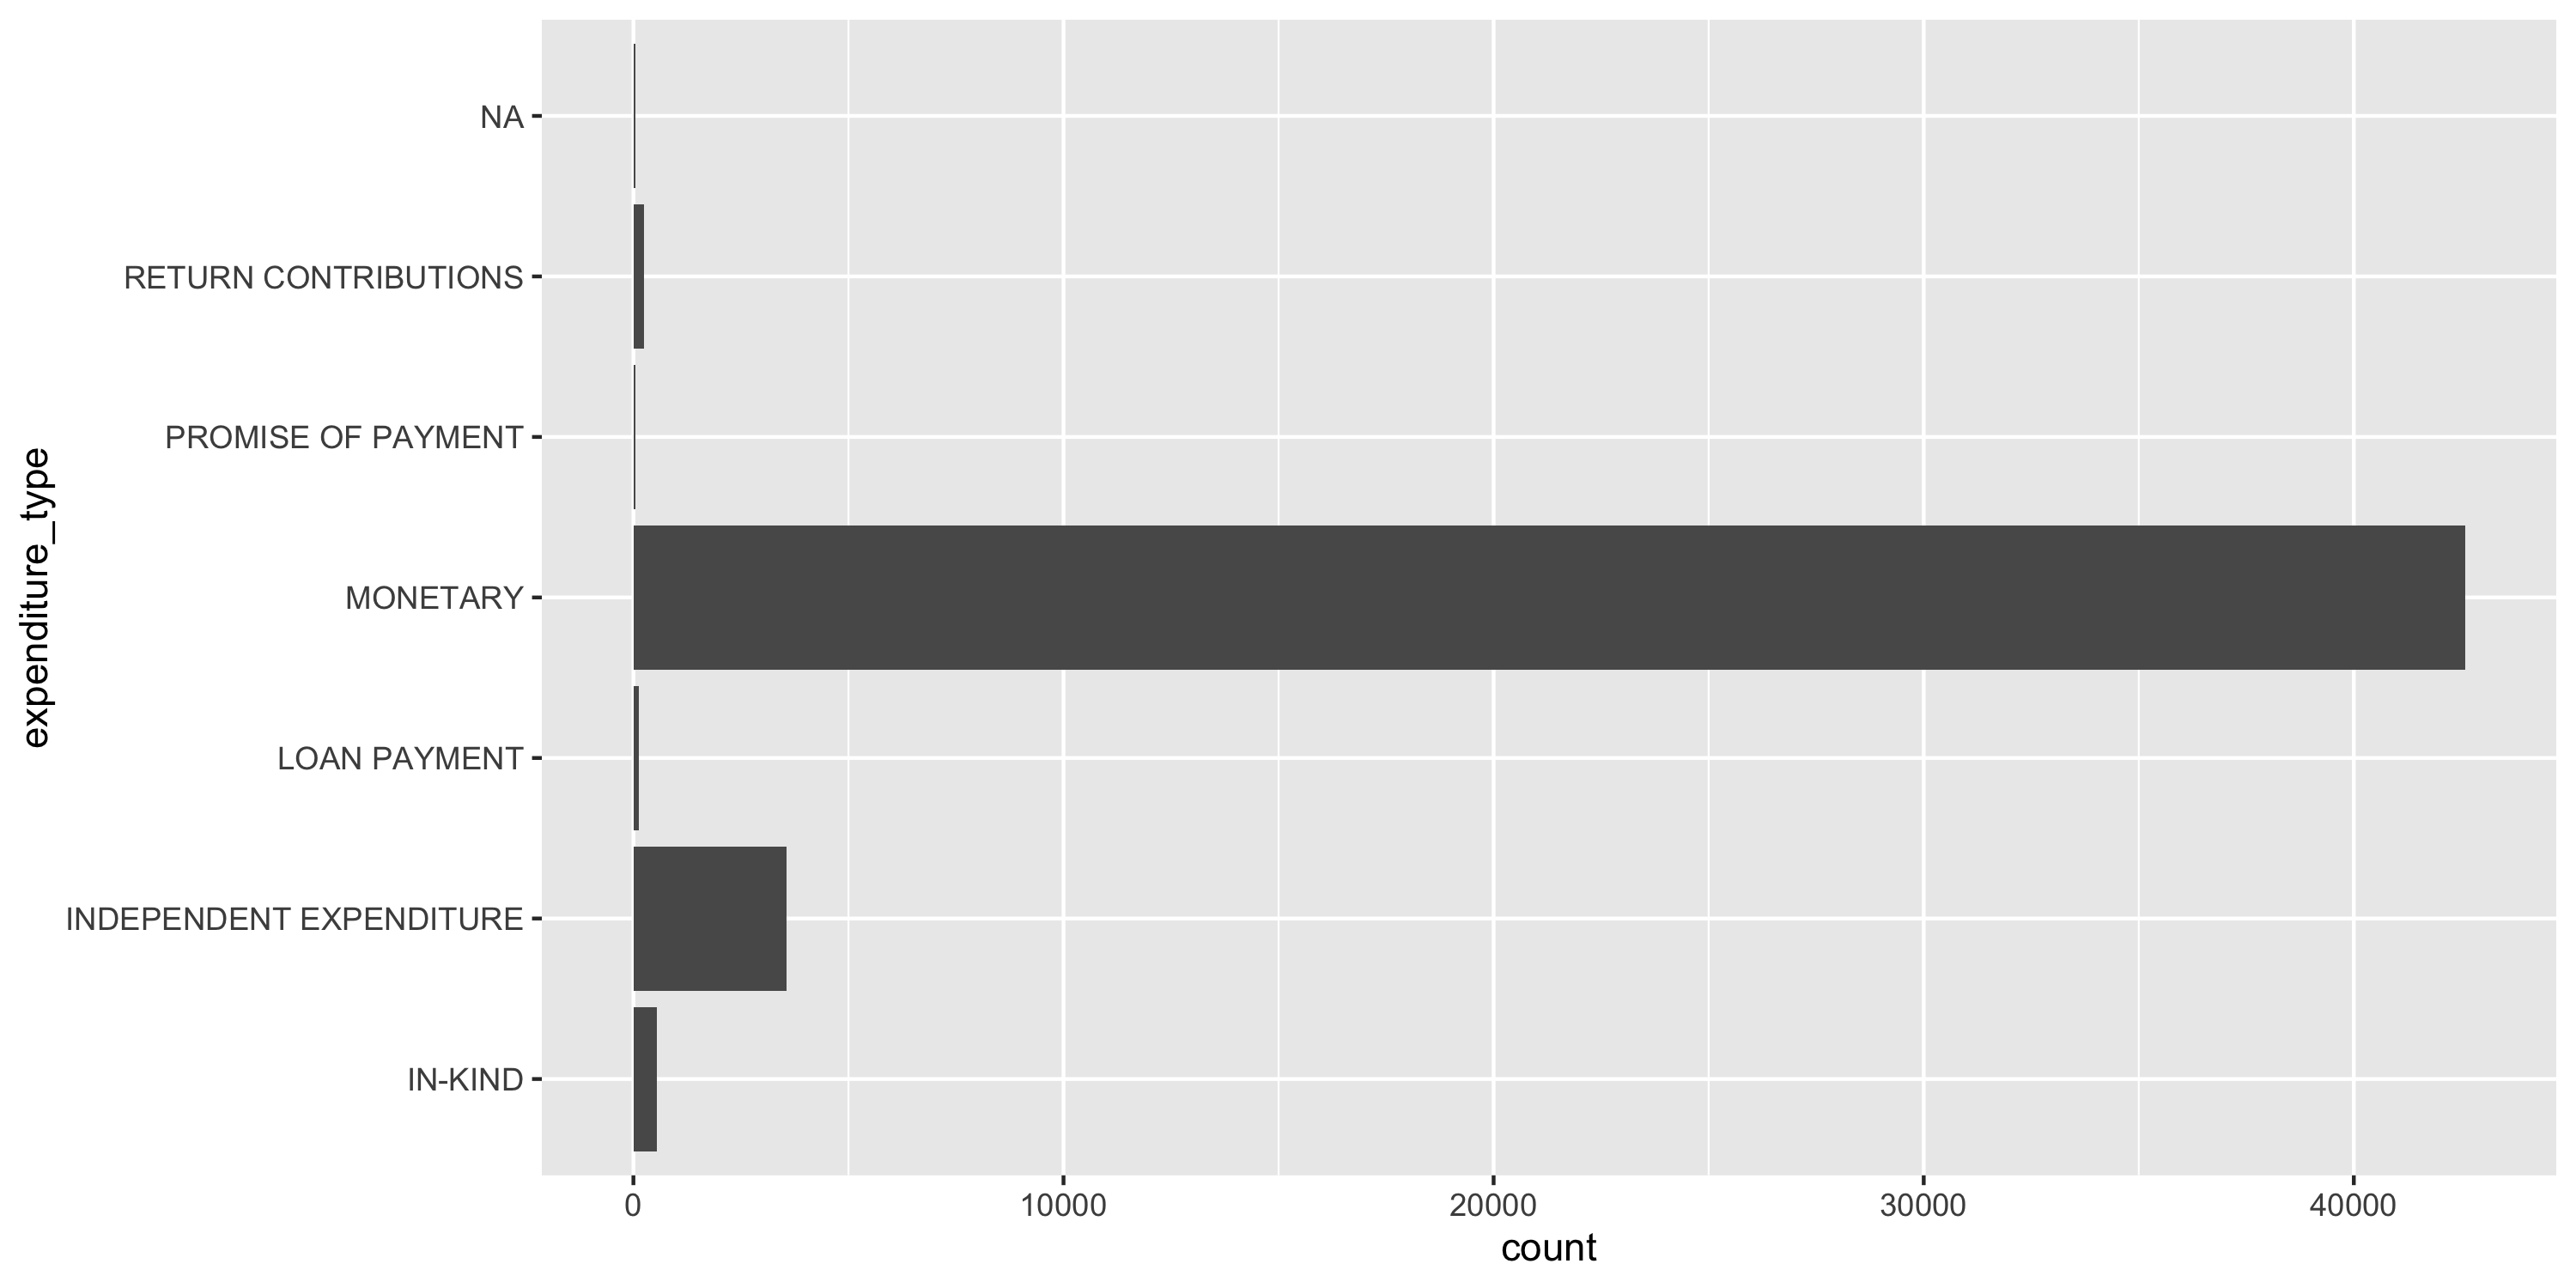 expenditure_type
NA
RETURN CONTRIBUTIONS
PROMISE OF PAYMENT
MONETARY
LOAN PAYMENT
INDEPENDENT EXPENDITURE
IN-KIND
0 10000 20000 30000 40000
count